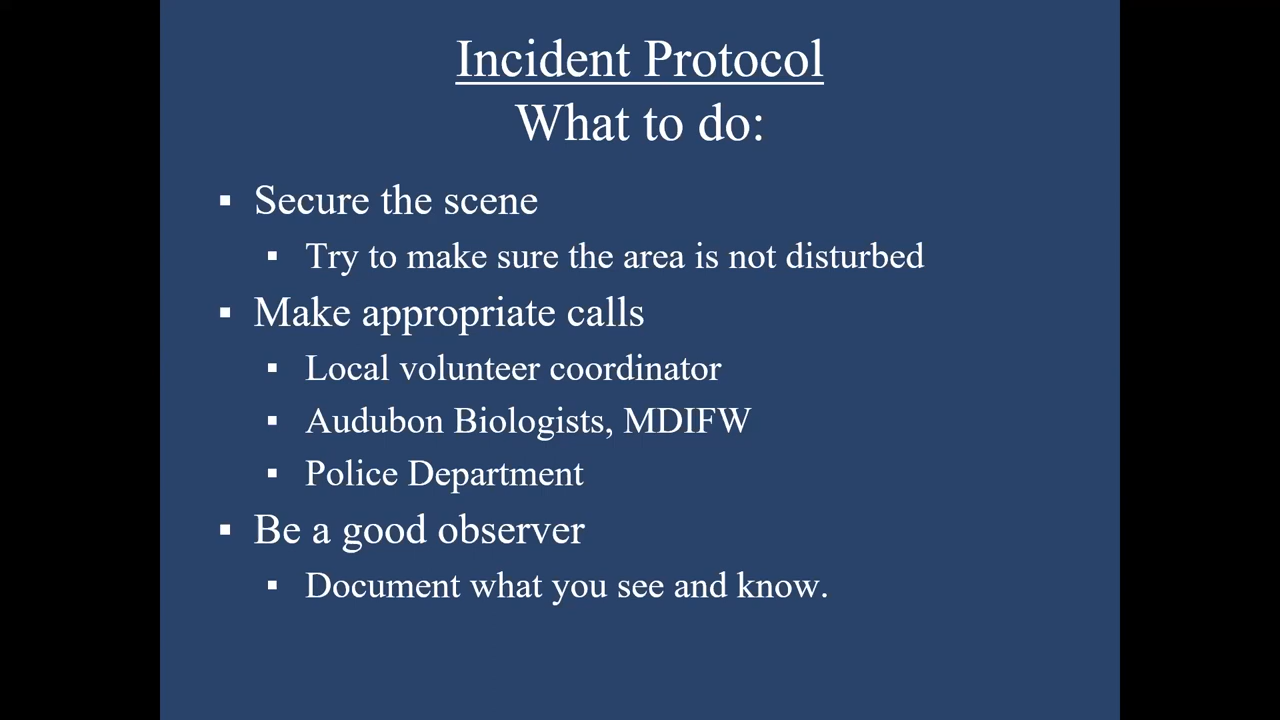 Incident Protocol
What to do:
▪ Secure the scene
▪ Try to make sure the area is not disturbed
▪ Make appropriate calls
▪ Local volunteer coordinator
▪ Audubon Biologists, MDIFW
▪ Police Department
▪ Be a good observer
▪ Document what you see and know.